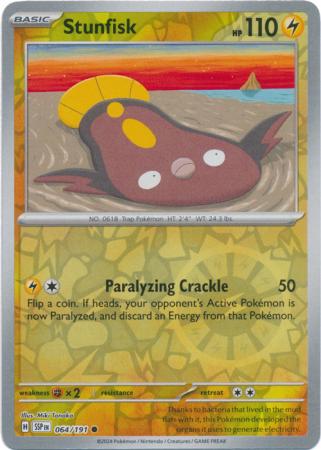 BASIC
Stunfisk
HP 110
NO. 0618 Trap Pokémon HT: 2'4" WT: 24.3 lbs.
Paralyzing Crackle 50
Flip a coin. If heads, your opponent's Active Pokémon is
now Paralyzed, and discard an Energy from that Pokémon.
weakness ×2 resistance retreat
Illus. Miki Tanaka
H SSP EN 064/191
Thanks to bacteria that lived in the mud
flats with it, this Pokémon developed the
organs it uses to generate electricity.
©2024 Pokémon / Nintendo / Creatures / GAME FREAK